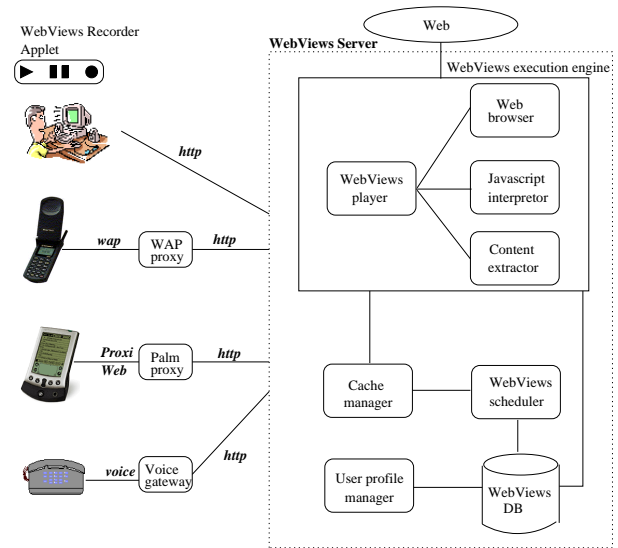 Web
WebViews Recorder
Applet
WebViews Server
WebViews execution engine
Web
browser
http
WebViews
player
Javascript
interpretor
wap
WAP
proxy
http
Content
extractor
Proxi
Web
Palm
proxy
http
Cache
manager
WebViews
scheduler
voice
Voice
gateway
http
User profile
manager
WebViews
DB